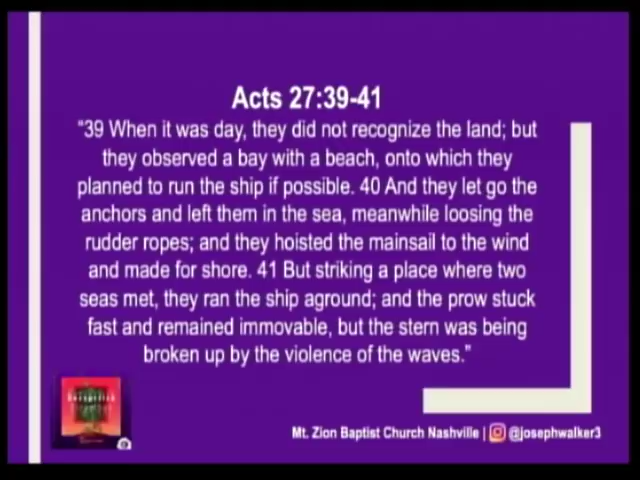 Acts 27:39-41
“39 When it was day, they did not recognize the land; but
they observed a bay with a beach, onto which they
planned to run the ship if possible. 40 And they let go the
anchors and left them in the sea, meanwhile loosing the
rudder ropes; and they hoisted the mainsail to the wind
and made for shore. 41 But striking a place where two
seas met, they ran the ship aground; and the prow stuck
fast and remained immovable, but the stern was being
broken up by the violence of the waves.”
Mt. Zion Baptist Church Nashville | @josephwalker3